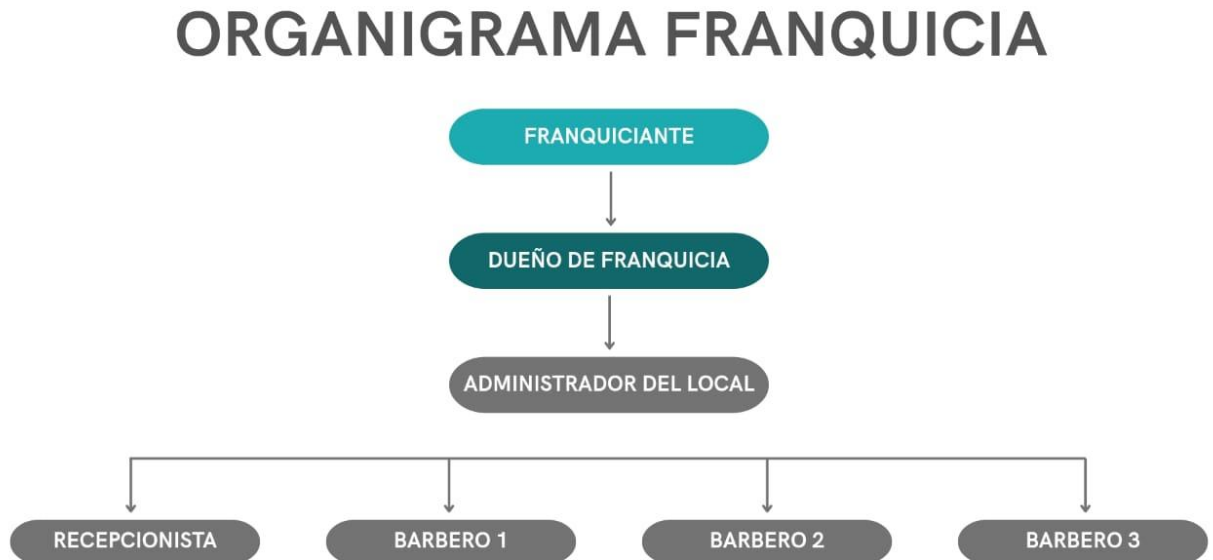 ORGANIGRAMA FRANQUICIA
FRANQUICIANTE
DUEÑO DE FRANQUICIA
ADMINISTRADOR DEL LOCAL
RECEPCIONISTA
BARBERO 1
BARBERO 2
BARBERO 3